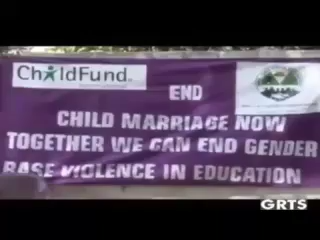 ChildFund.
END
CHILD MARRIAGE NOW
TOGETHER WE CAN END GENDER
BASE VIOLENCE IN EDUCATION
GRTS